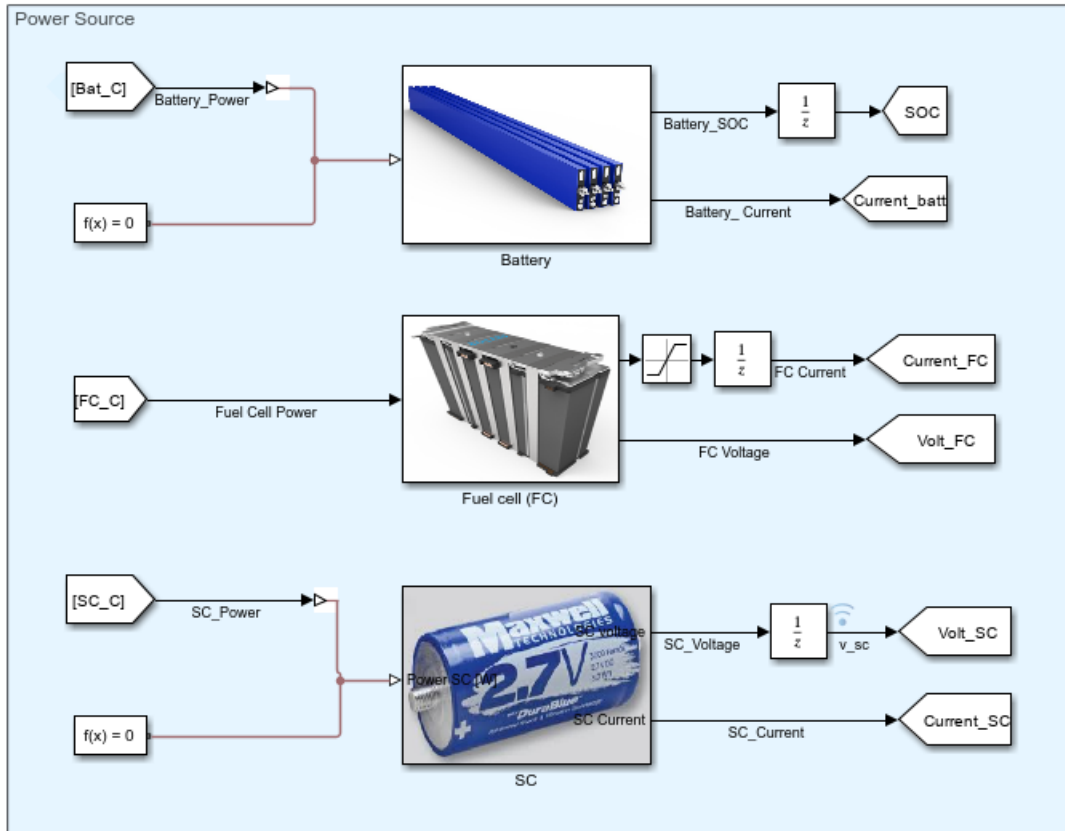 Power Source
[Bat_C]
Battery_Power
f(x) = 0
Battery_SOC
1
z
SOC
Battery_ Current
Current_batt
Battery
[FC_C]
Fuel Cell Power
1
z
FC Current
Current_FC
FC Voltage
Volt_FC
Fuel cell (FC)
[SC_C]
SC_Power
f(x) = 0
Power SC [W]
Maxwell
TECHNOLOGIES
2.7V
DuraBlue
SC voltage
SC_Voltage
1
z
v_sc
Volt_SC
SC Current
SC_Current
Current_SC
SC